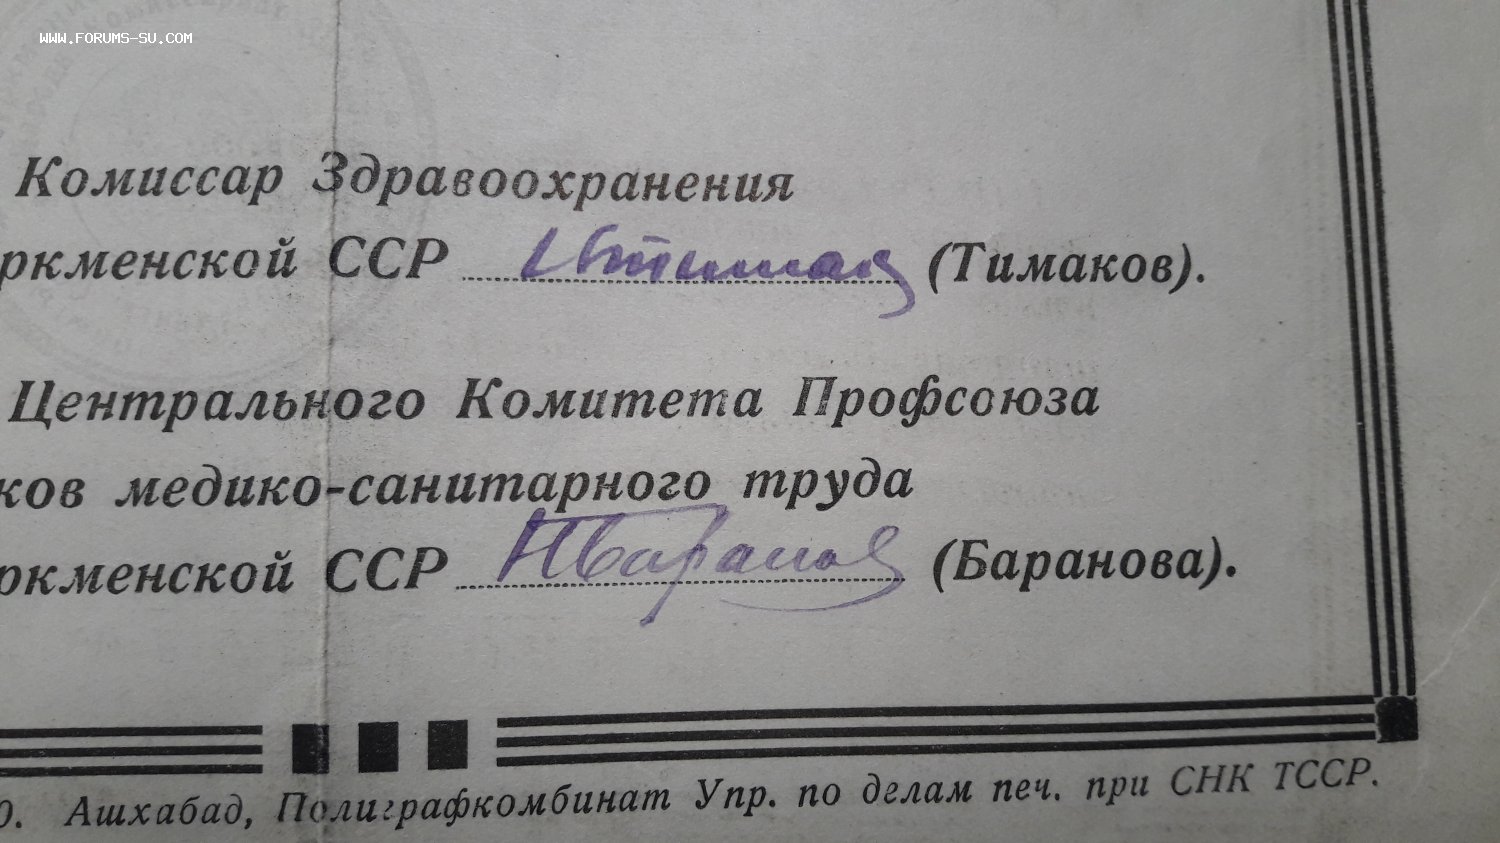 WWW.FORUMS-SU.COM
Комиссар Здравоохранения
ркменской ССР (Тимаков).
Центрального Комитета Профсоюза
ков медико-санитарного труда
ркменской ССР НБаранов (Баранова).
0. Ашхабад, Полиграфкомбинат Упр. по делам печ. при СНК ТССР.